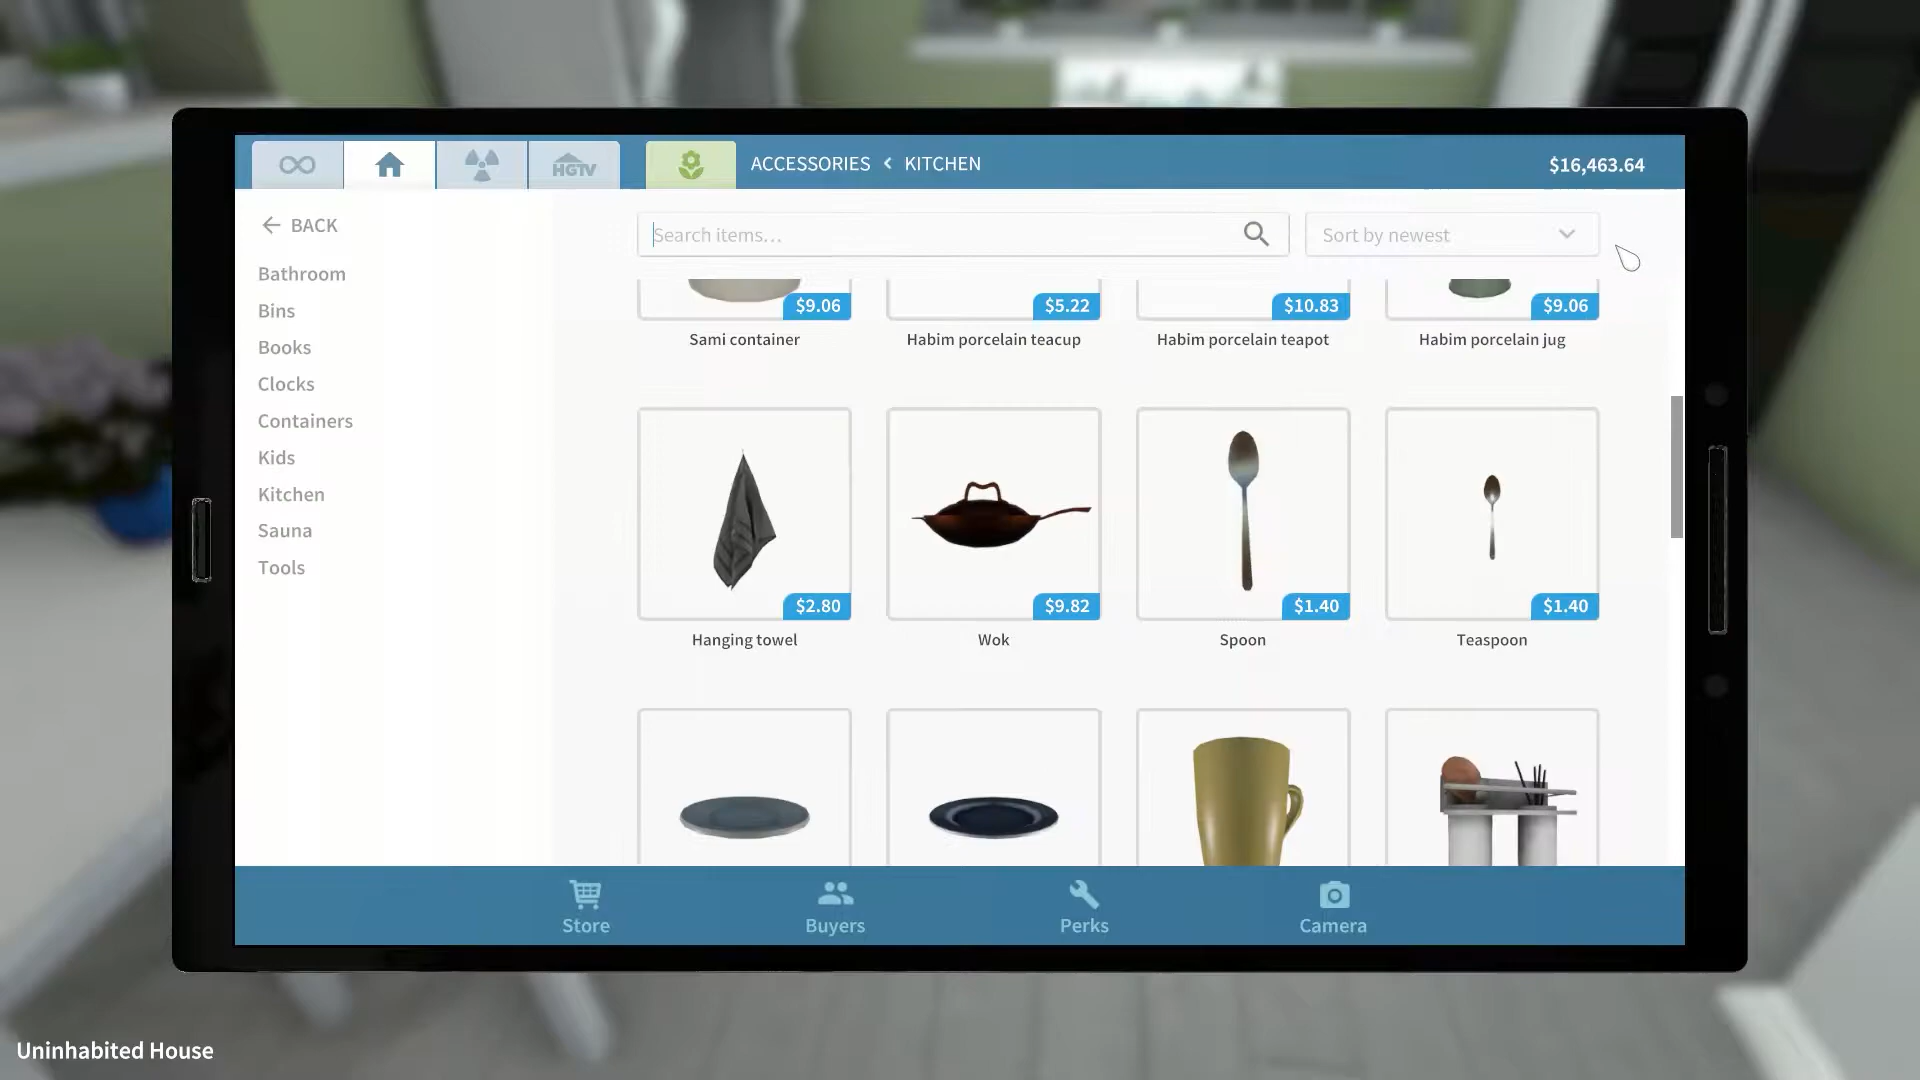 HGTV
ACCESSORIES < KITCHEN
$16,463.64
BACK
Bathroom
Bins
Books
Clocks
Containers
Kids
Kitchen
Sauna
Tools
Search items...
Sort by newest
$9.06
$5.22
$10.83
$9.06
Sami container
Habim porcelain teacup
Habim porcelain teapot
Habim porcelain jug
$2.80
$9.82
$1.40
$1.40
Hanging towel
Wok
Spoon
Teaspoon
Store
Buyers
Perks
Camera
Uninhabited House